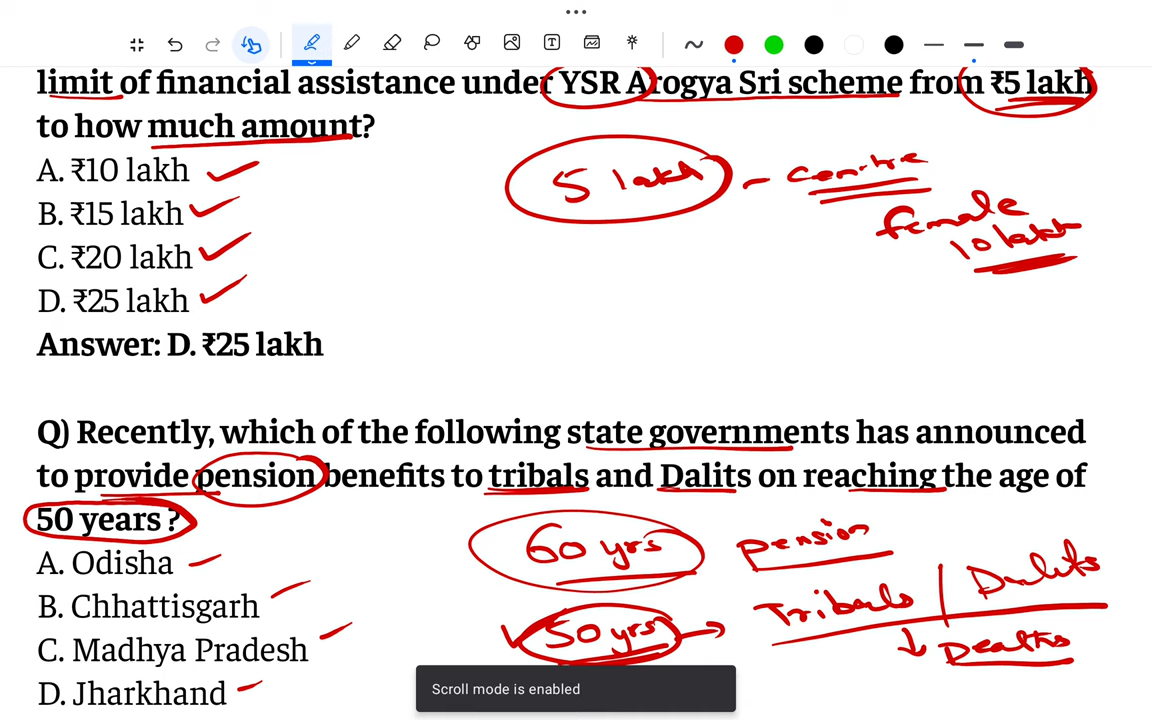 limit of financial assistance under YSR Arogya Sri scheme from ₹5 lakh
to how much amount?
A. ₹10 lakh
B. ₹15 lakh
C. ₹20 lakh
D. ₹25 lakh
Answer: D. ₹25 lakh
5 lakh - centre
female
10 lakh
Q) Recently, which of the following state governments has announced
to provide pension benefits to tribals and Dalits on reaching the age of
50 years ?
A. Odisha
B. Chhattisgarh
C. Madhya Pradesh
D. Jharkhand
60 yrs pension
50 yrs → Tribals | Dalits
↓ Deaths
Scroll mode is enabled